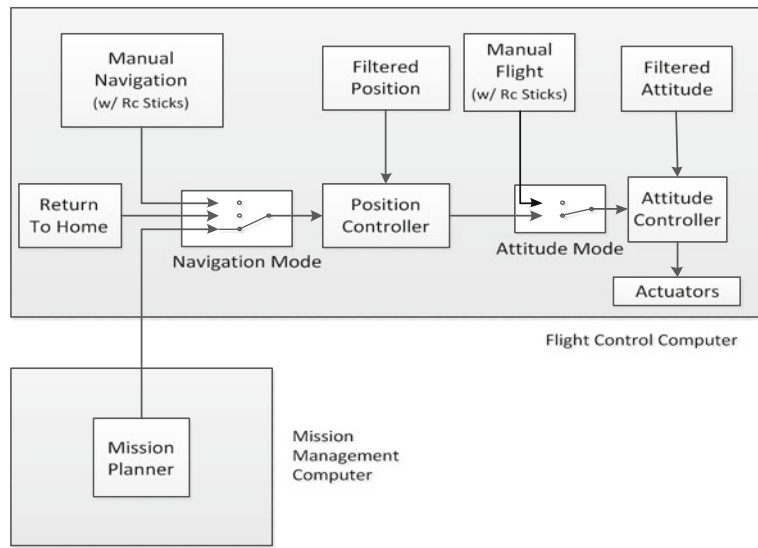 Manual
Navigation
(w/ Rc Sticks)
Filtered
Position
Manual
Flight
(w/ Rc Sticks)
Filtered
Attitude
Return
To Home
Navigation Mode
Position
Controller
Attitude Mode
Attitude
Controller
Actuators
Flight Control Computer
Mission
Planner
Mission
Management
Computer